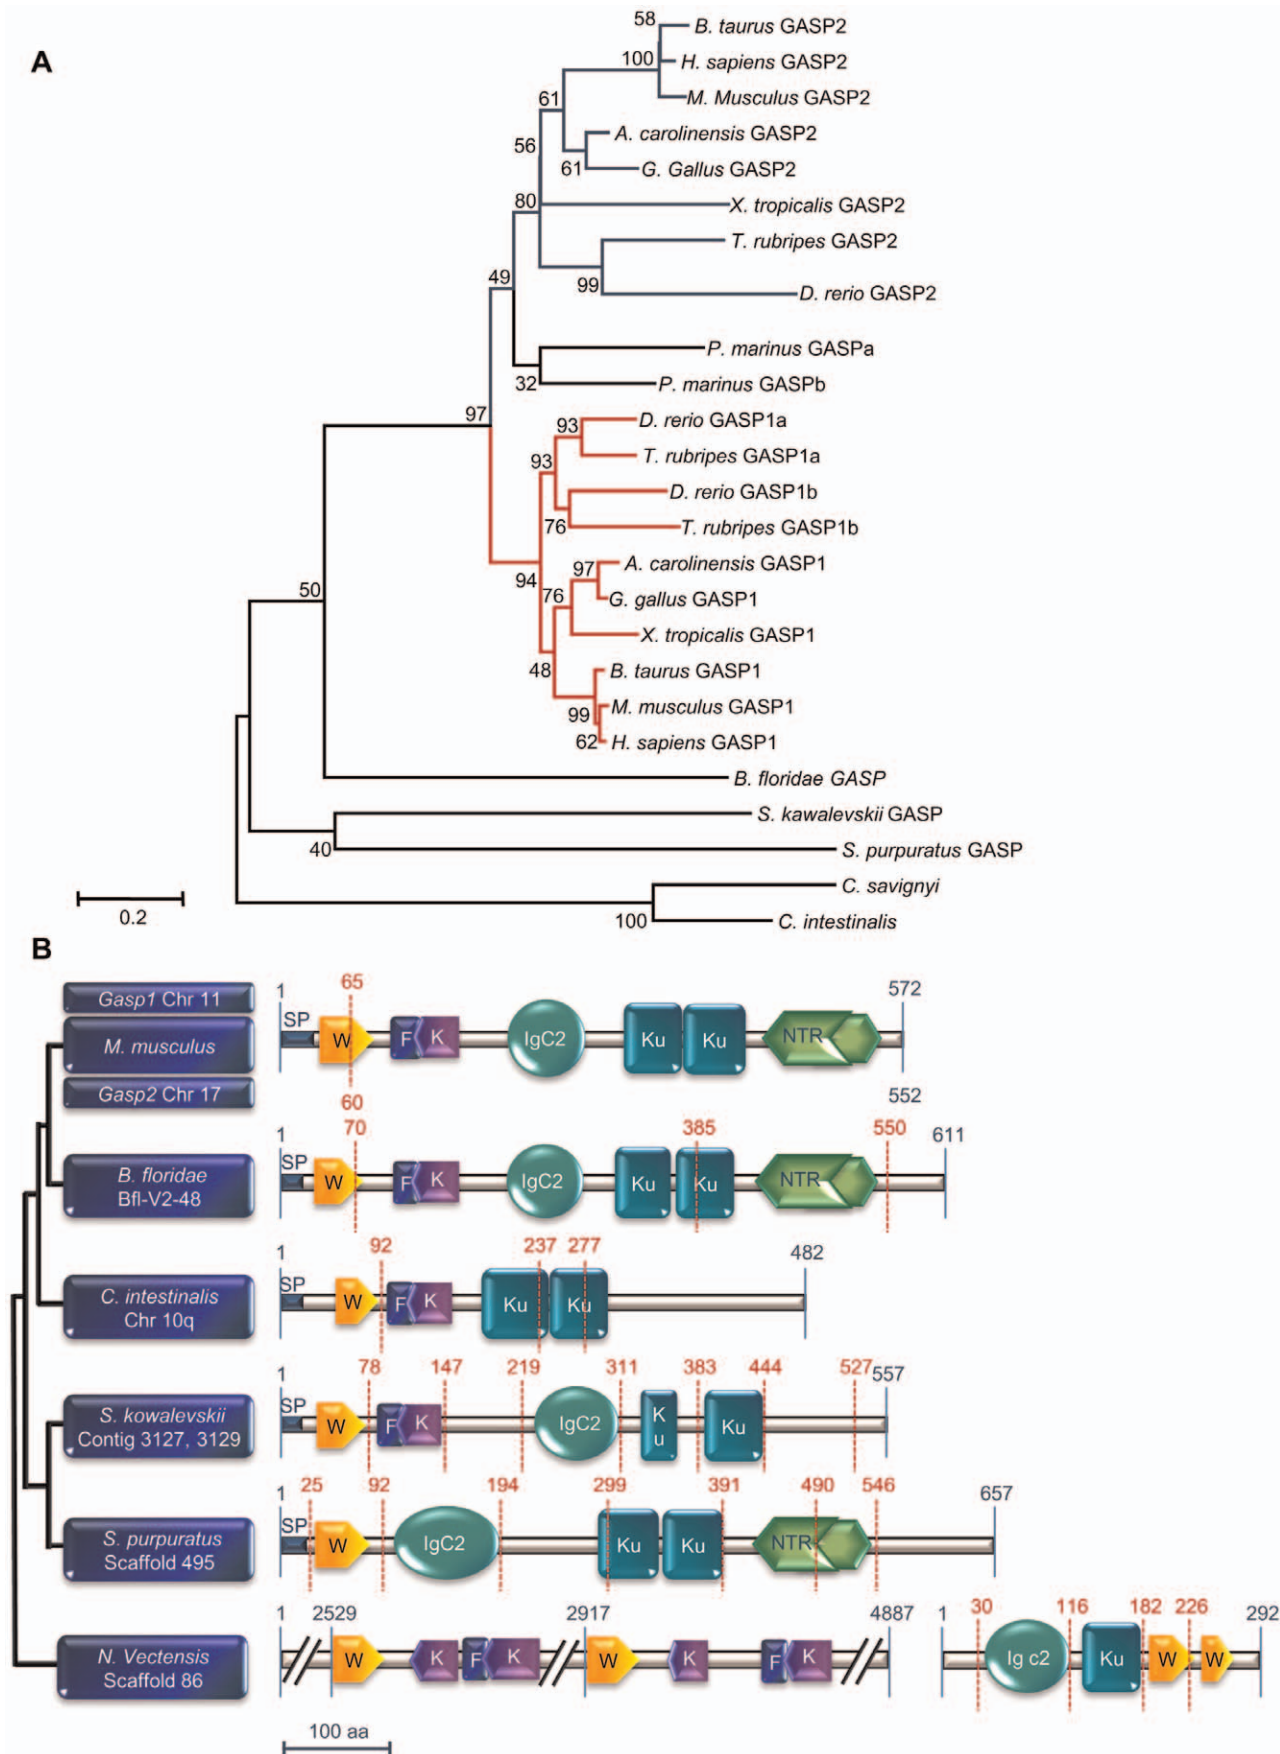 A
58
B. taurus GASP2
100
H. sapiens GASP2
M. Musculus GASP2
61
A. carolinensis GASP2
56
61
G. Gallus GASP2
80
X. tropicalis GASP2
T. rubripes GASP2
49
99
D. rerio GASP2
P. marinus GASPa
32
P. marinus GASPb
97
93
D. rerio GASP1a
93
T. rubripes GASP1a
D. rerio GASP1b
76
T. rubripes GASP1b
94
76
97
A. carolinensis GASP1
50
G. gallus GASP1
X. tropicalis GASP1
48
B. taurus GASP1
99
M. musculus GASP1
62
H. sapiens GASP1
B. floridae GASP
S. kawalevskii GASP
40
S. purpuratus GASP
0.2
C. savignyi
100
C. intestinalis
B
Gasp1 Chr 11
M. musculus
Gasp2 Chr 17
1
65
572
SP
W
F
K
IgC2
Ku
Ku
NTR
60
552
B. floridae
Bfl-V2-48
1
70
385
550
611
SP
W
F
K
IgC2
Ku
Ku
NTR
C. intestinalis
Chr 10q
1
92
237
277
482
SP
W
F
K
Ku
Ku
S. kowalevskii
Contig 3127, 3129
1
78
147
219
311
383
444
527
557
SP
W
F
K
IgC2
K
u
Ku
S. purpuratus
Scaffold 495
1
25
92
194
299
391
490
546
657
SP
W
IgC2
Ku
Ku
NTR
N. Vectensis
Scaffold 86
1
2529
2917
4887
W
K
F
K
W
K
F
K
1
30
116
182
226
292
Ig c2
Ku
W
W
100 aa